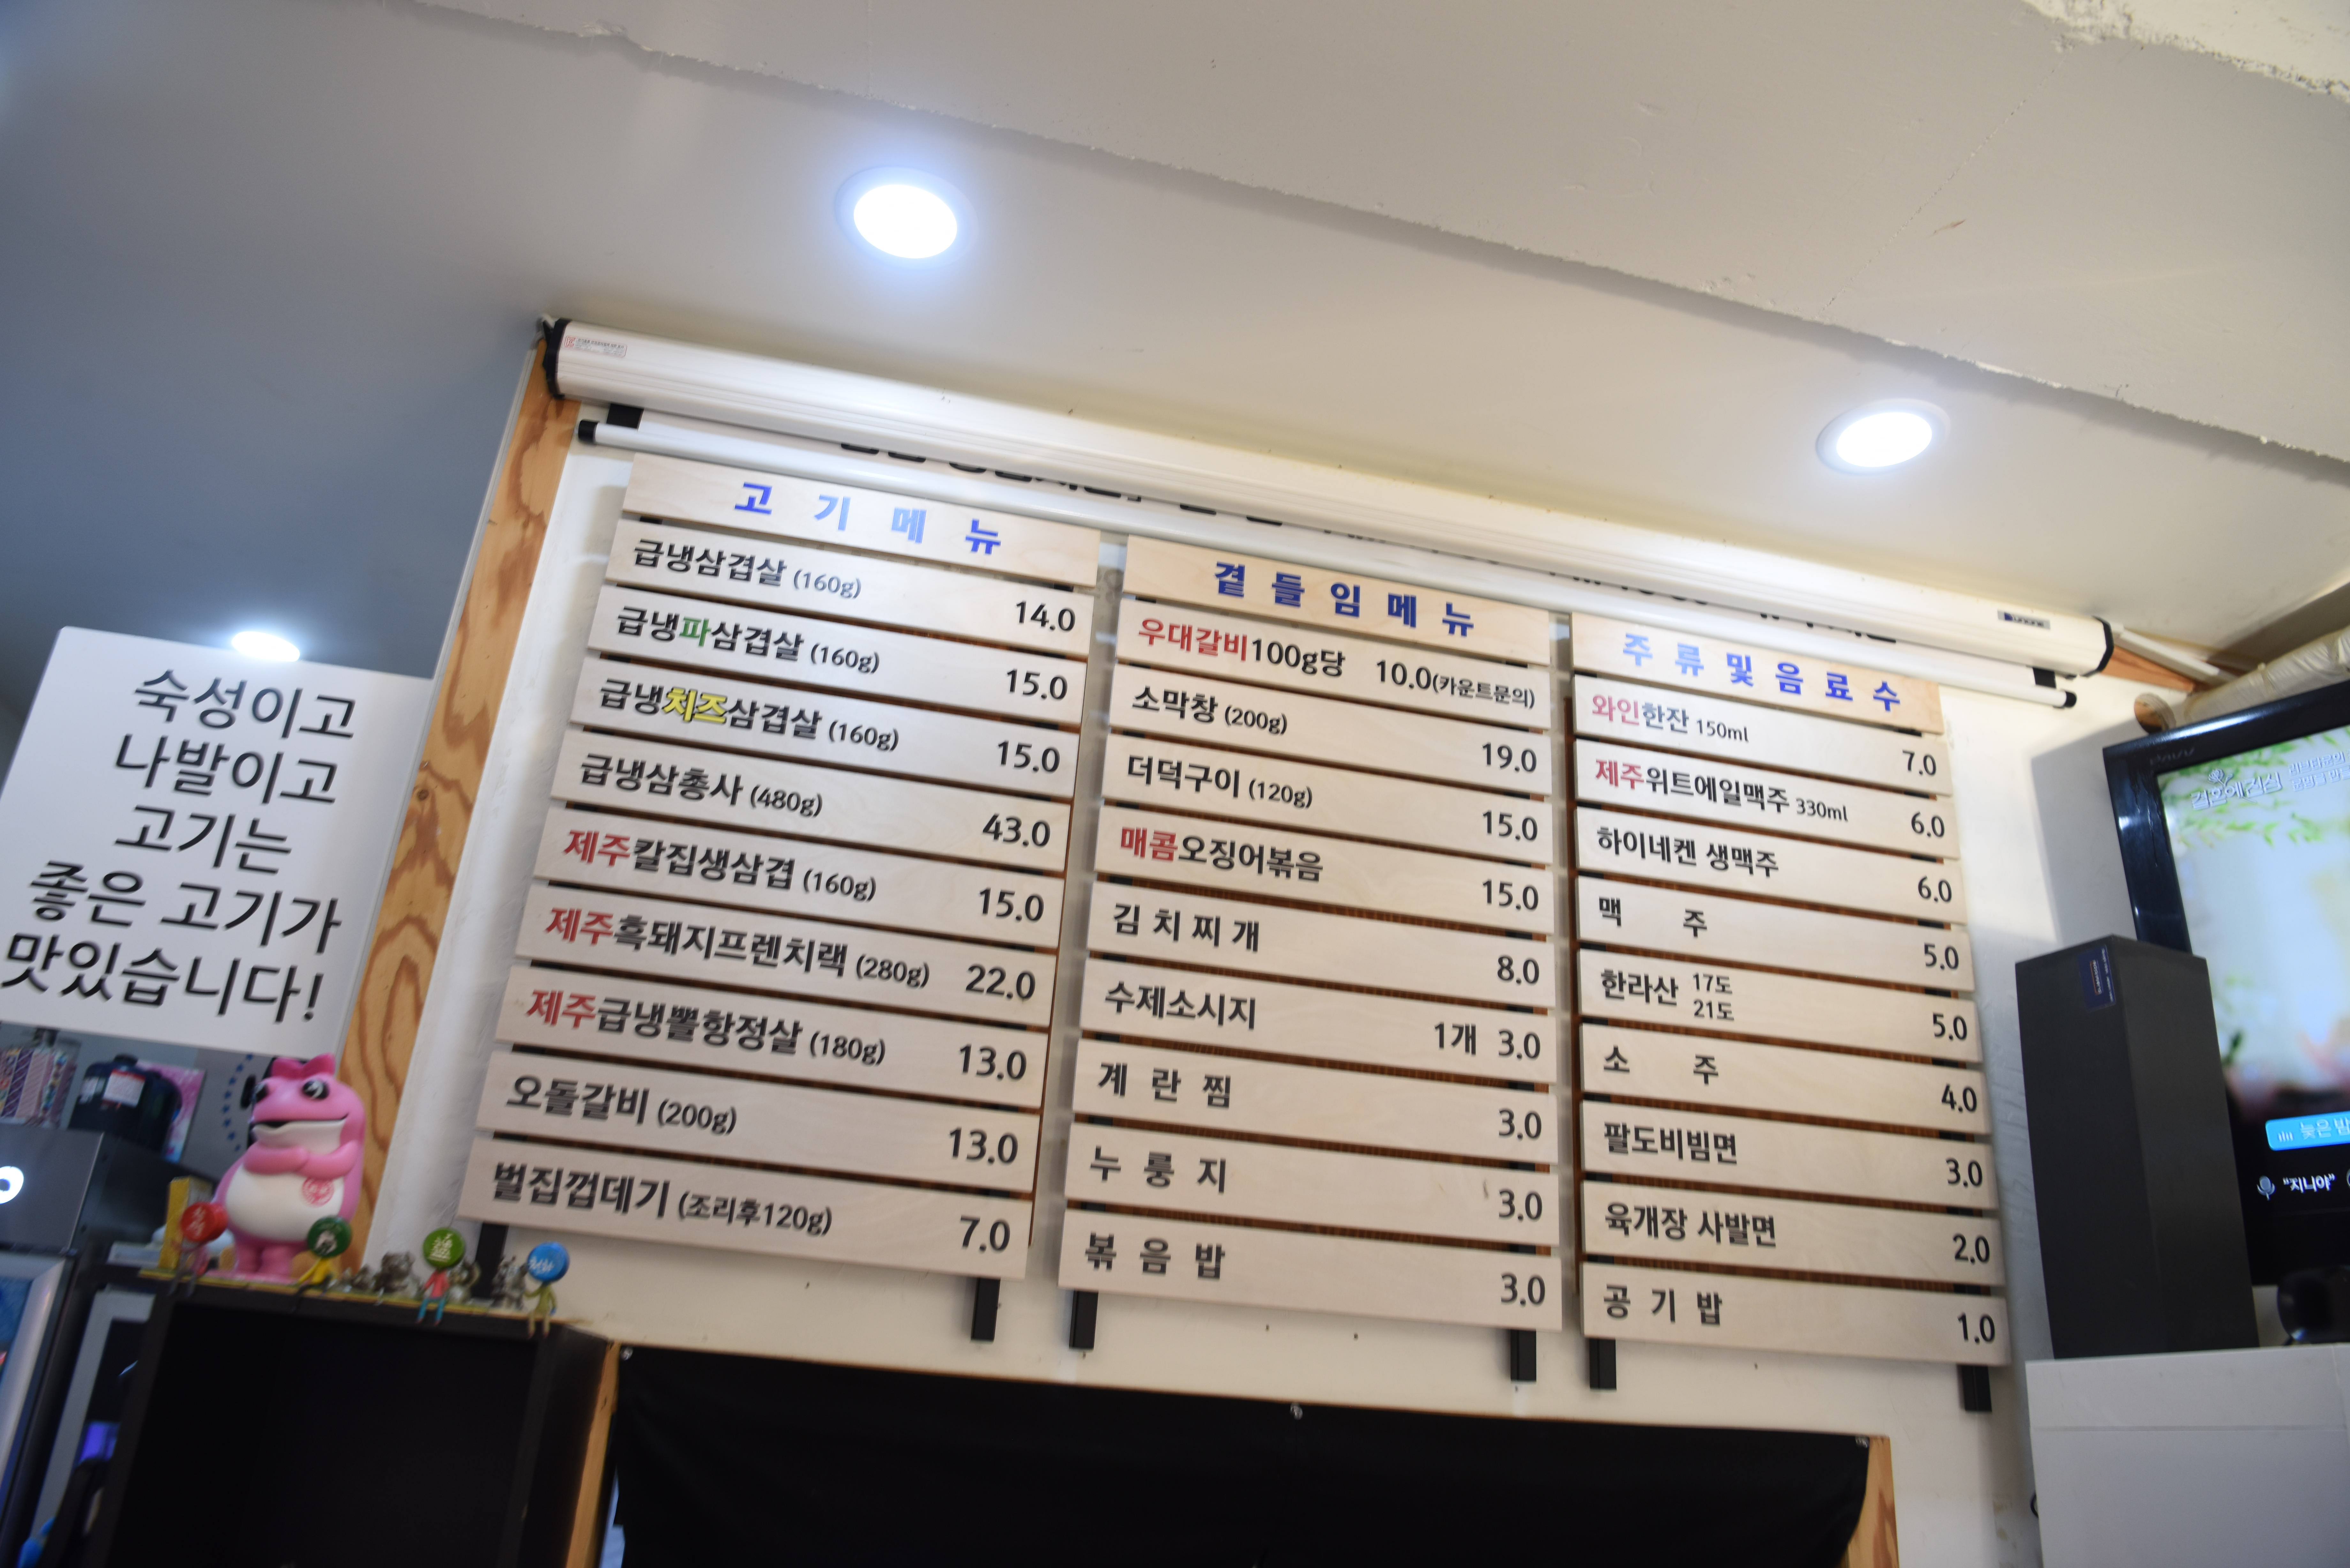 숙성이고
나발이고
고기는
좋은 고기가
맛있습니다!
고 기 메 뉴
급냉삼겹살 (160g) 14.0
급냉파삼겹살 (160g) 15.0
급냉치즈삼겹살 (160g) 15.0
급냉삼총사 (480g) 43.0
제주칼집생삼겹 (160g) 15.0
제주흑돼지프렌치랙 (280g) 22.0
제주급냉뽈항정살 (180g) 13.0
오돌갈비 (200g) 13.0
벌집껍데기 (조리후120g) 7.0
곁 들 임 메 뉴
우대갈비100g당 10.0(카운트문의)
소막창 (200g) 19.0
더덕구이 (120g) 15.0
매콤오징어볶음 15.0
김 치 찌 개 8.0
수제소시지 1개 3.0
계 란 찜 3.0
누 룽 지 3.0
볶 음 밥 3.0
주 류 및 음 료 수
와인한잔 150ml 7.0
제주위트에일맥주 330ml 6.0
하이네켄 생맥주 6.0
맥 주 5.0
한라산 17도 21도 5.0
소 주 4.0
팔도비빔면 3.0
육개장 사발면 2.0
공 기 밥 1.0
늦은 밤
"지니야"